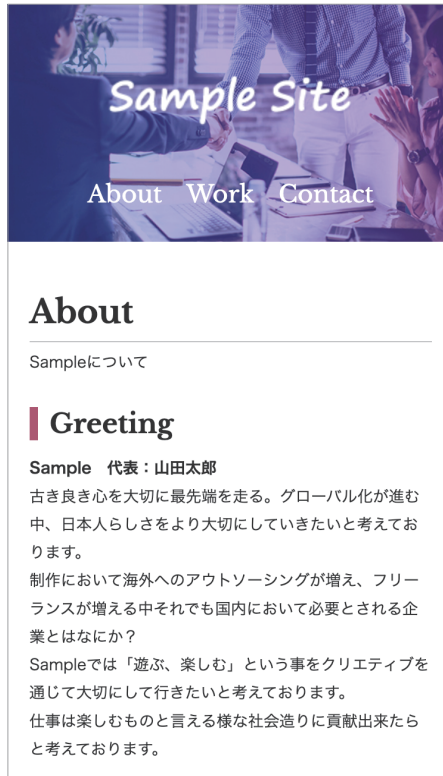 Sample Site
About Work Contact
About
Sampleについて
Greeting
Sample　代表：山田太郎
古き良き心を大切に最先端を走る。グローバル化が進む
中、日本人らしさをより大切にしていきたいと考えてお
ります。
制作において海外へのアウトソーシングが増え、フリー
ランスが増える中それでも国内において必要とされる企
業とはなにか？
Sampleでは「遊ぶ、楽しむ」という事をクリエティブを
通じて大切にして行きたいと考えております。
仕事は楽しむものと言える様な社会造りに貢献出来たら
と考えております。